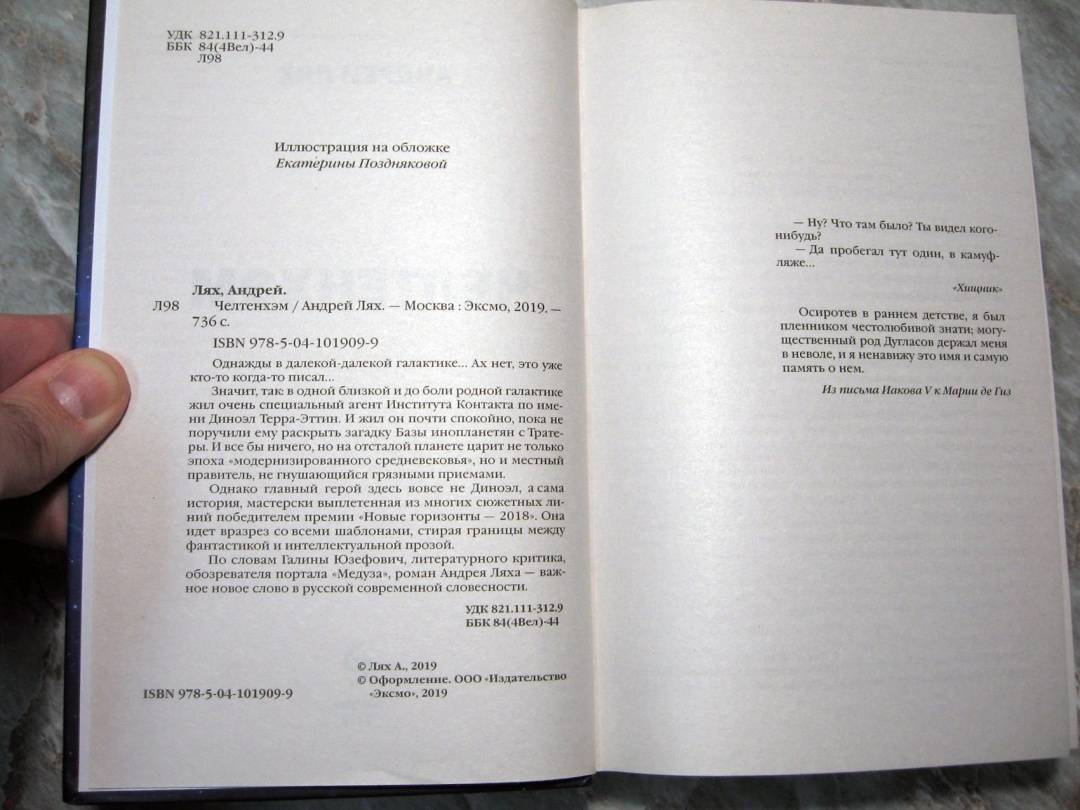 УДК 821.111-312.9
ББК 84(4Вел)-44
Л98
Иллюстрация на обложке
Екатерины Поздняковой
Лях, Андрей.
Л98 Челтенхэм / Андрей Лях. — Москва : Эксмо, 2019. —
736 с.
ISBN 978-5-04-101909-9
Однажды в далекой-далекой галактике... Ах нет, это уже
кто-то когда-то писал...
Значит, так: в одной близкой и до боли родной галактике
жил очень специальный агент Института Контакта по име-
ни Диноэл Терра-Эттин. И жил он почти спокойно, пока не
поручили ему раскрыть загадку Базы инопланетян с Трате-
ры. И все бы ничего, но на отсталой планете царит не только
эпоха «модернизированного средневековья», но и местный
правитель, не гнушающийся грязными приемами.
Однако главный герой здесь вовсе не Диноэл, а сама
история, мастерски выплетенная из многих сюжетных ли-
ний победителем премии «Новые горизонты — 2018». Она
идет вразрез со всеми шаблонами, стирая границы между
фантастикой и интеллектуальной прозой.
По словам Галины Юзефович, литературного критика,
обозревателя портала «Медуза», роман Андрея Ляха — важ-
ное новое слово в русской современной словесности.
УДК 821.111-312.9
ББК 84(4Вел)-44
© Лях А., 2019
© Оформление. ООО «Издательство
«Эксмо», 2019
ISBN 978-5-04-101909-9
— Ну? Что там было? Ты видел кого-
нибудь?
— Да пробегал тут один, в камуф-
ляже...
«Хищник»
Осиротев в раннем детстве, я был
пленником честолюбивой знати; могу-
щественный род Дугласов держал меня
в неволе, и я ненавижу это имя и самую
память о нем.
Из письма Иакова V к Марии де Гиз